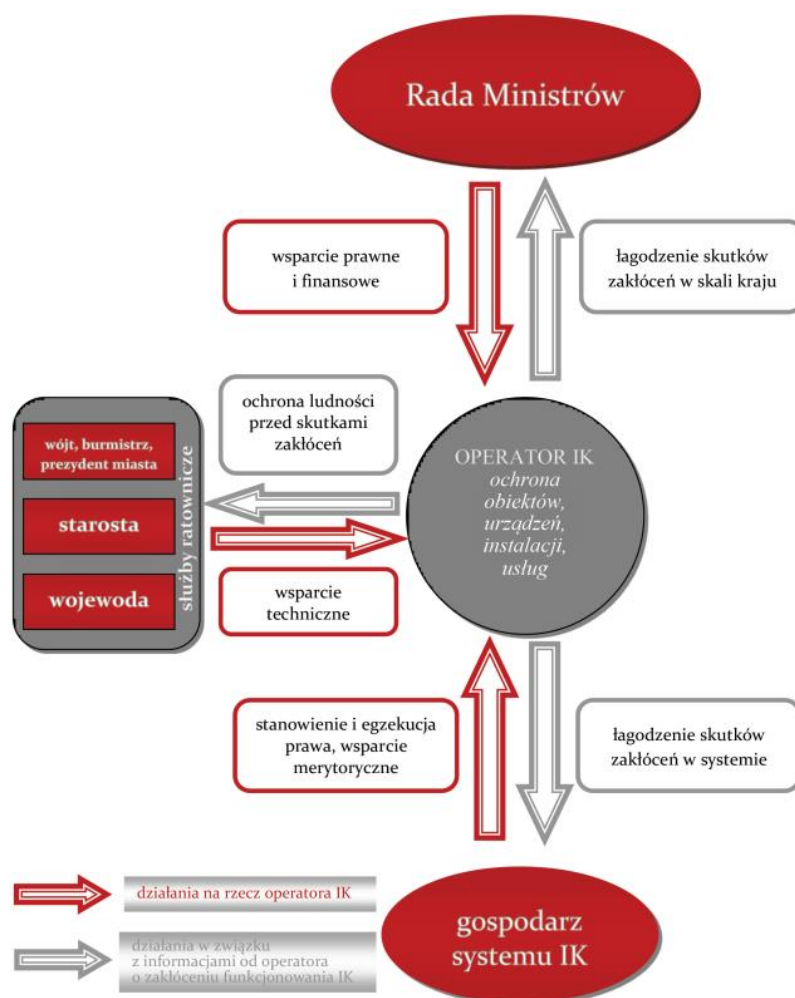 Rada Ministrów
wsparcie prawne
i finansowe
łagodzenie skutków
zakłóceń w skali kraju
ochrona ludności
przed skutkami
zakłóceń
wójt, burmistrz,
prezydent miasta
starosta
wojewoda
służby ratownicze
OPERATOR IK
ochrona
obiektów,
urządzeń,
instalacji,
usług
wsparcie
techniczne
stanowienie i egzekucja
prawa, wsparcie
merytoryczne
łagodzenie skutków
zakłóceń w systemie
działania na rzecz operatora IK
działania w związku
z informacjami od operatora
o zakłóceniu funkcjonowania IK
gospodarz
systemu IK